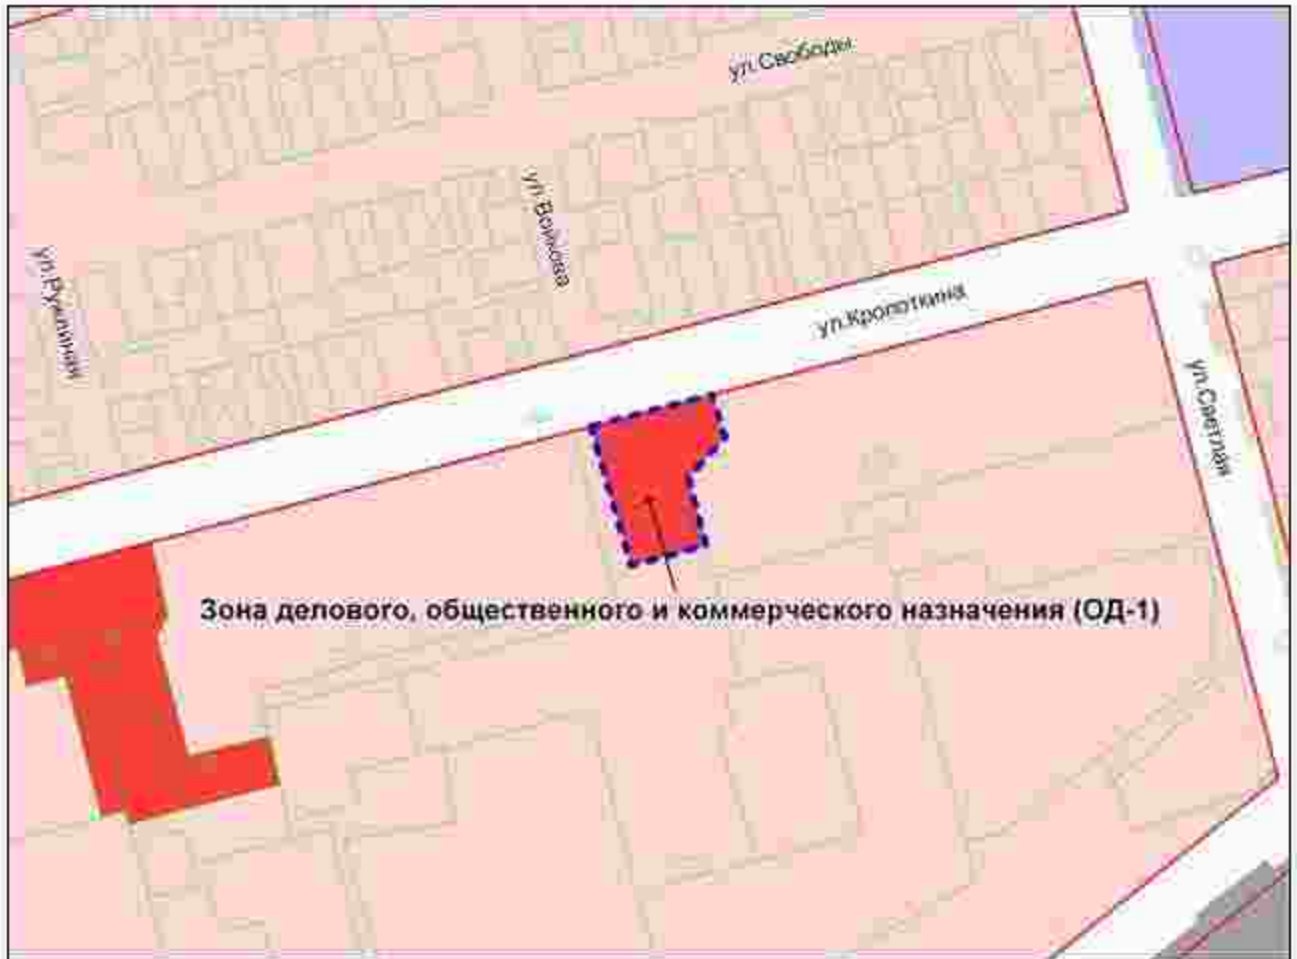 ул.Свободы
ул.Войкова
ул.Кропоткина
ул.Светлая
Зона делового, общественного и коммерческого назначения (ОД-1)